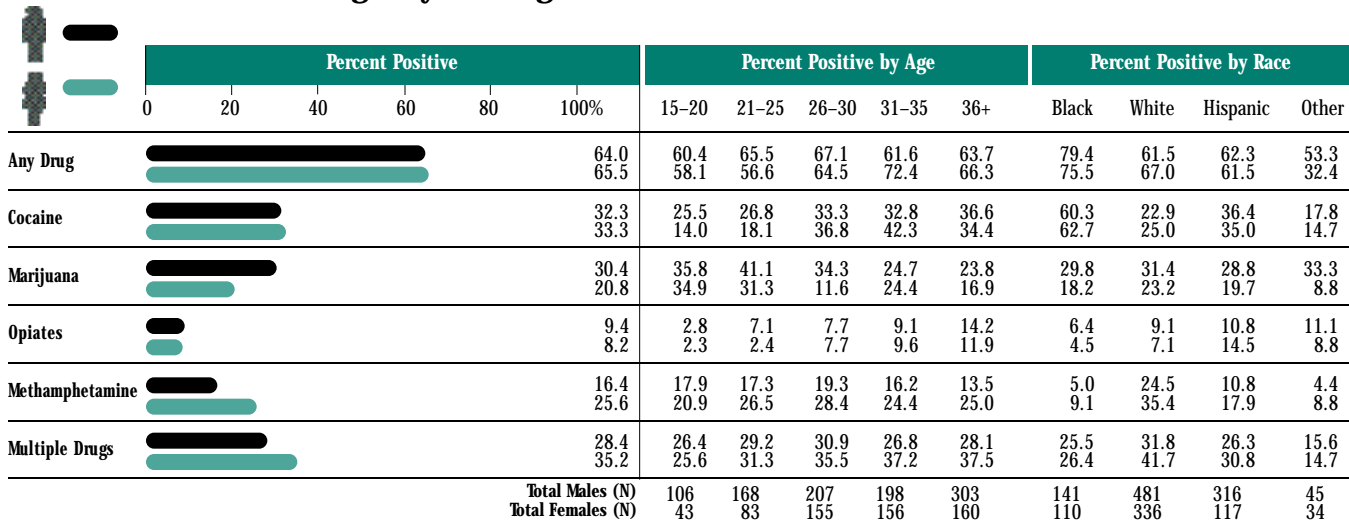 Percent Positive Percent Positive by Age Percent Positive by Race
0 20 40 60 80 100% 15–20 21–25 26–30 31–35 36+ Black White Hispanic Other
Any Drug
64.0 60.4 65.5 67.1 61.6 63.7 79.4 61.5 62.3 53.3
65.5 58.1 56.6 64.5 72.4 66.3 75.5 67.0 61.5 32.4
Cocaine
32.3 25.5 26.8 33.3 32.8 36.6 60.3 22.9 36.4 17.8
33.3 14.0 18.1 36.8 42.3 34.4 62.7 25.0 35.0 14.7
Marijuana
30.4 35.8 41.1 34.3 24.7 23.8 29.8 31.4 28.8 33.3
20.8 34.9 31.3 11.6 24.4 16.9 18.2 23.2 19.7 8.8
Opiates
9.4 2.8 7.1 7.7 9.1 14.2 6.4 9.1 10.8 11.1
8.2 2.3 2.4 7.7 9.6 11.9 4.5 7.1 14.5 8.8
Methamphetamine
16.4 17.9 17.3 19.3 16.2 13.5 5.0 24.5 10.8 4.4
25.6 20.9 26.5 28.4 24.4 25.0 9.1 35.4 17.9 8.8
Multiple Drugs
28.4 26.4 29.2 30.9 26.8 28.1 25.5 31.8 26.3 15.6
35.2 25.6 31.3 35.5 37.2 37.5 26.4 41.7 30.8 14.7
Total Males (N) 106 168 207 198 303 141 481 316 45
Total Females (N) 43 83 155 156 160 110 336 117 34